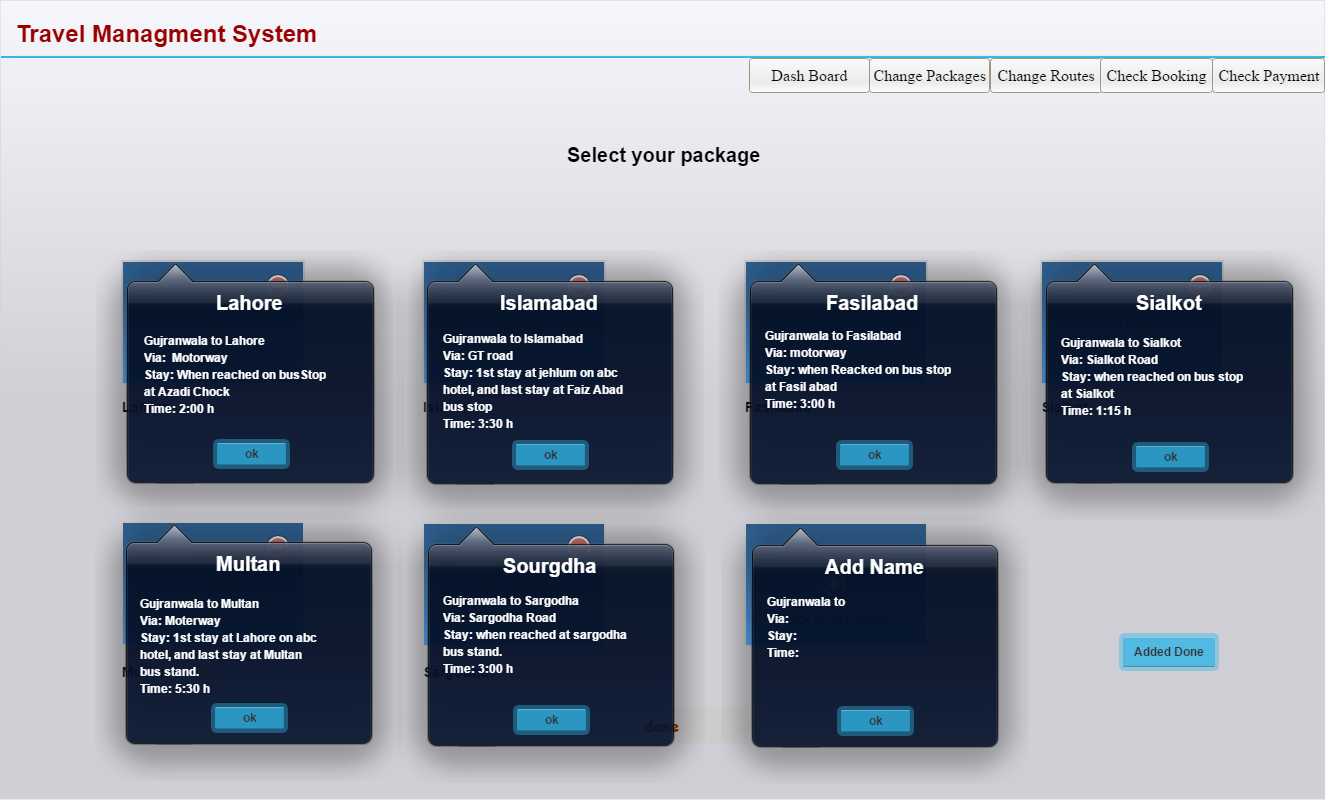 Travel Managment System
Dash Board
Change Packages
Change Routes
Check Booking
Check Payment
Select your package
Lahore
Gujranwala to Lahore
Via:  Motorway
Stay: When reached on bus Stop
at Azadi Chock
Time: 2:00 h
ok
Islamabad
Gujranwala to Islamabad
Via: GT road
Stay: 1st stay at jehlum on abc
hotel, and last stay at Faiz Abad
bus stop
Time: 3:30 h
ok
Fasilabad
Gujranwala to Fasilabad
Via: motorway
Stay: when Reacked on bus stop
at Fasil abad
Time: 3:00 h
ok
Sialkot
Gujranwala to Sialkot
Via: Sialkot Road
Stay: when reached on bus stop
at Sialkot
Time: 1:15 h
ok
Multan
Gujranwala to Multan
Via: Moterway
Stay: 1st stay at Lahore on abc
hotel, and last stay at Multan
bus stand.
Time: 5:30 h
ok
Sourgdha
Gujranwala to Sargodha
Via: Sargodha Road
Stay: when reached at sargodha
bus stand.
Time: 3:00 h
ok
done
Add Name
Gujranwala to
Via:
Stay:
Time:
ok
Added Done